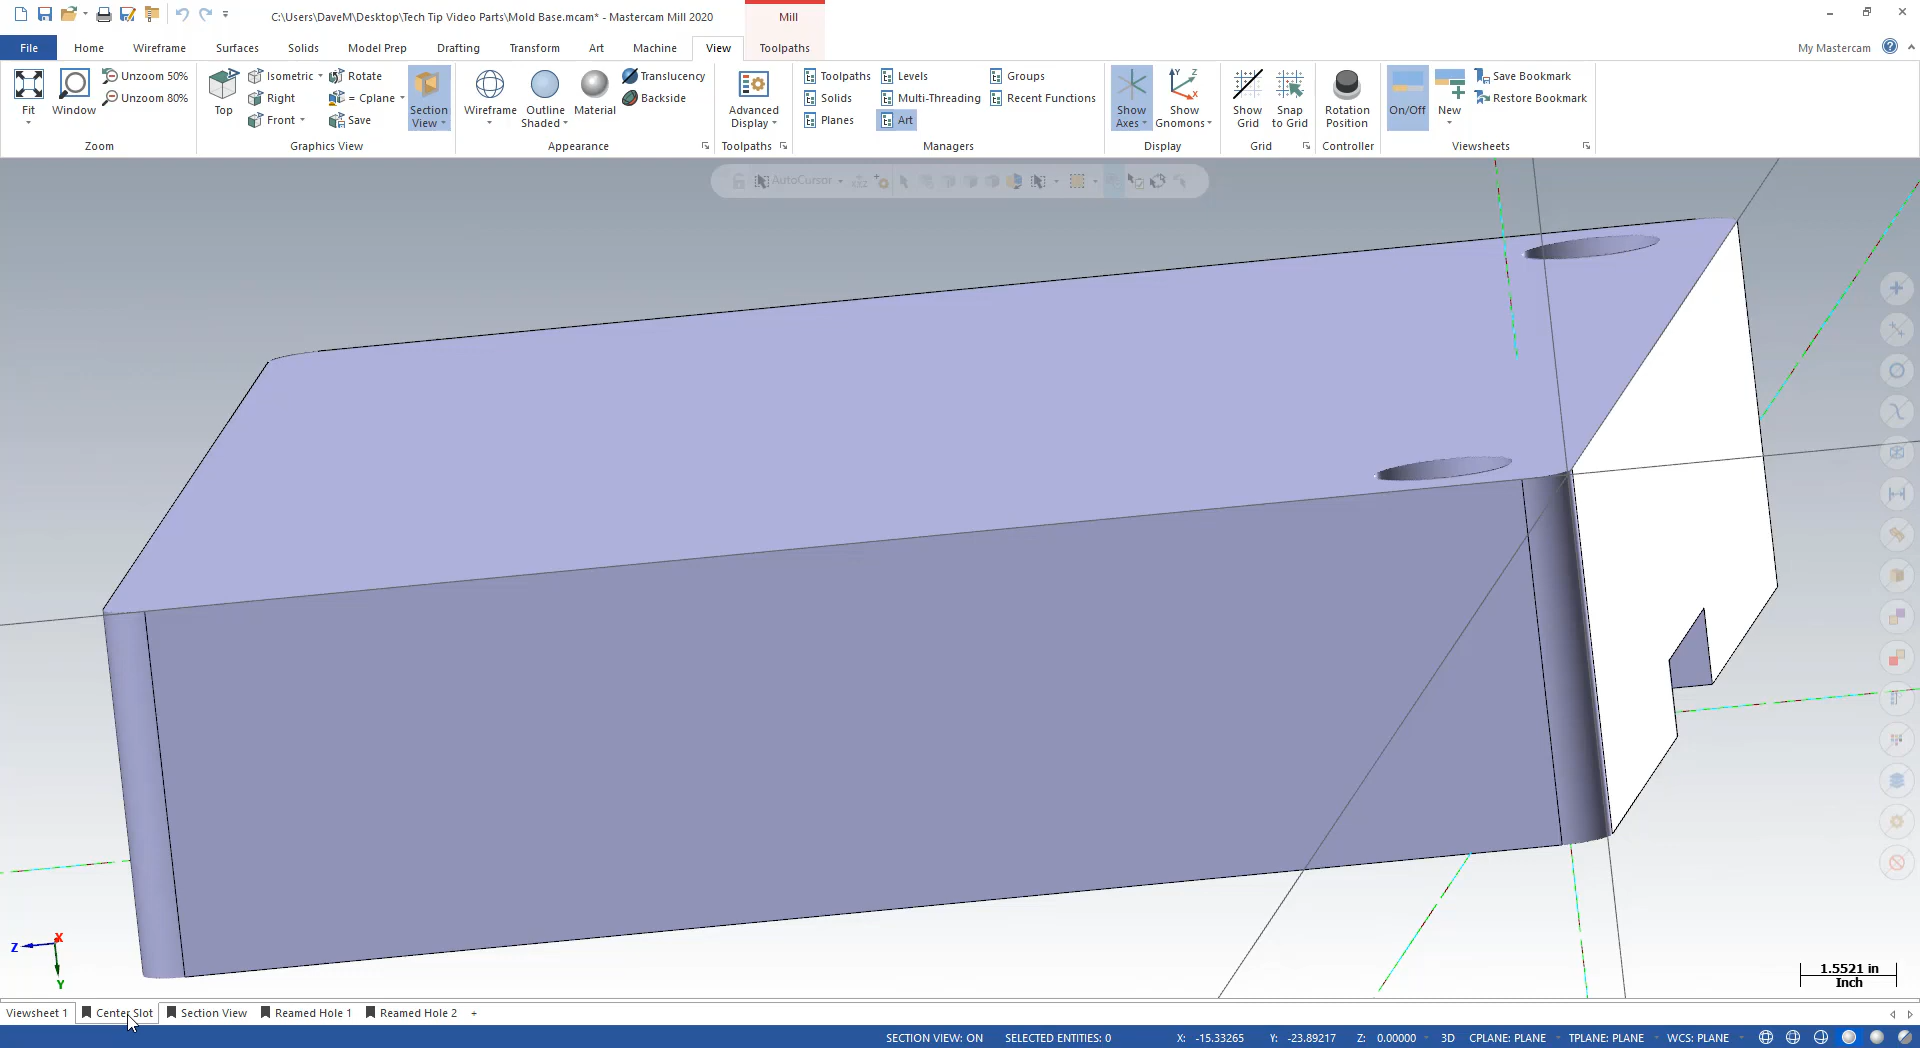 C:\Users\DaveM\Desktop\Tech Tip Video Parts\Mold Base.mcam* - Mastercam Mill 2020
Mill
File Home Wireframe Surfaces Solids Model Prep Drafting Transform Art Machine View Toolpaths My Mastercam
Fit
Window
Unzoom 50%
Unzoom 80%
Zoom
Top
Isometric
Right
Front
Rotate
= Cplane
Save
Section
View
Graphics View
Wireframe
Outline
Shaded
Material
Translucency
Backside
Appearance
Advanced
Display
Toolpaths
Toolpaths
Solids
Planes
Levels
Multi-Threading
Art
Groups
Recent Functions
Managers
Show
Axes
Show
Gnomons
Display
Show
Grid
Snap
to Grid
Grid
Rotation
Position
Controller
On/Off
New
Save Bookmark
Restore Bookmark
Viewsheets
AutoCursor
Z X Y
1.5521 in
Inch
Viewsheet 1 Center Slot Section View Reamed Hole 1 Reamed Hole 2 +
SECTION VIEW: ON SELECTED ENTITIES: 0 X: -15.33265 Y: -23.89217 Z: 0.00000 3D CPLANE: PLANE TPLANE: PLANE WCS: PLANE